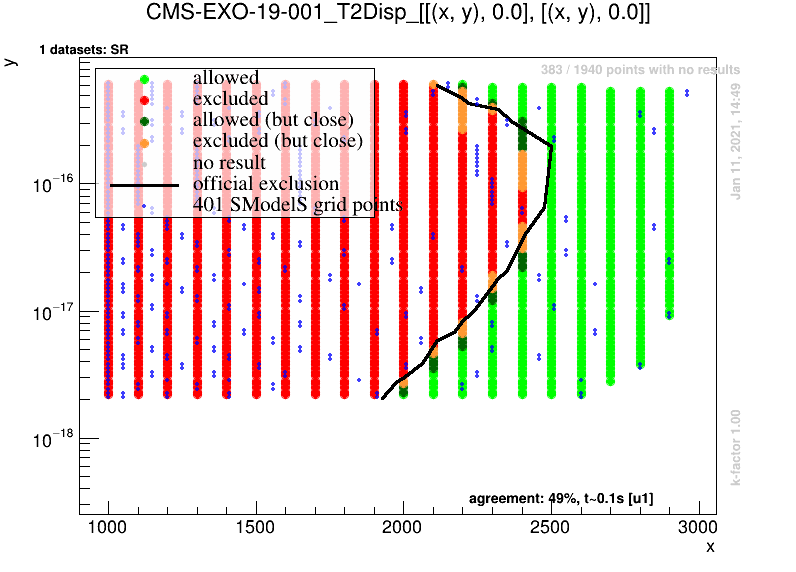 CMS-EXO-19-001_T2Disp_[[(x, y), 0.0], [(x, y), 0.0]]
y
1 datasets: SR
383 / 1940 points with no results
allowed
excluded
allowed (but close)
excluded (but close)
no result
official exclusion
401 SModelS grid points
Jan 11, 2021, 14:49
10⁻¹⁶
10⁻¹⁷
10⁻¹⁸
k-factor 1.00
agreement: 49%, t~0.1s [u1]
1000 1500 2000 2500 3000
x